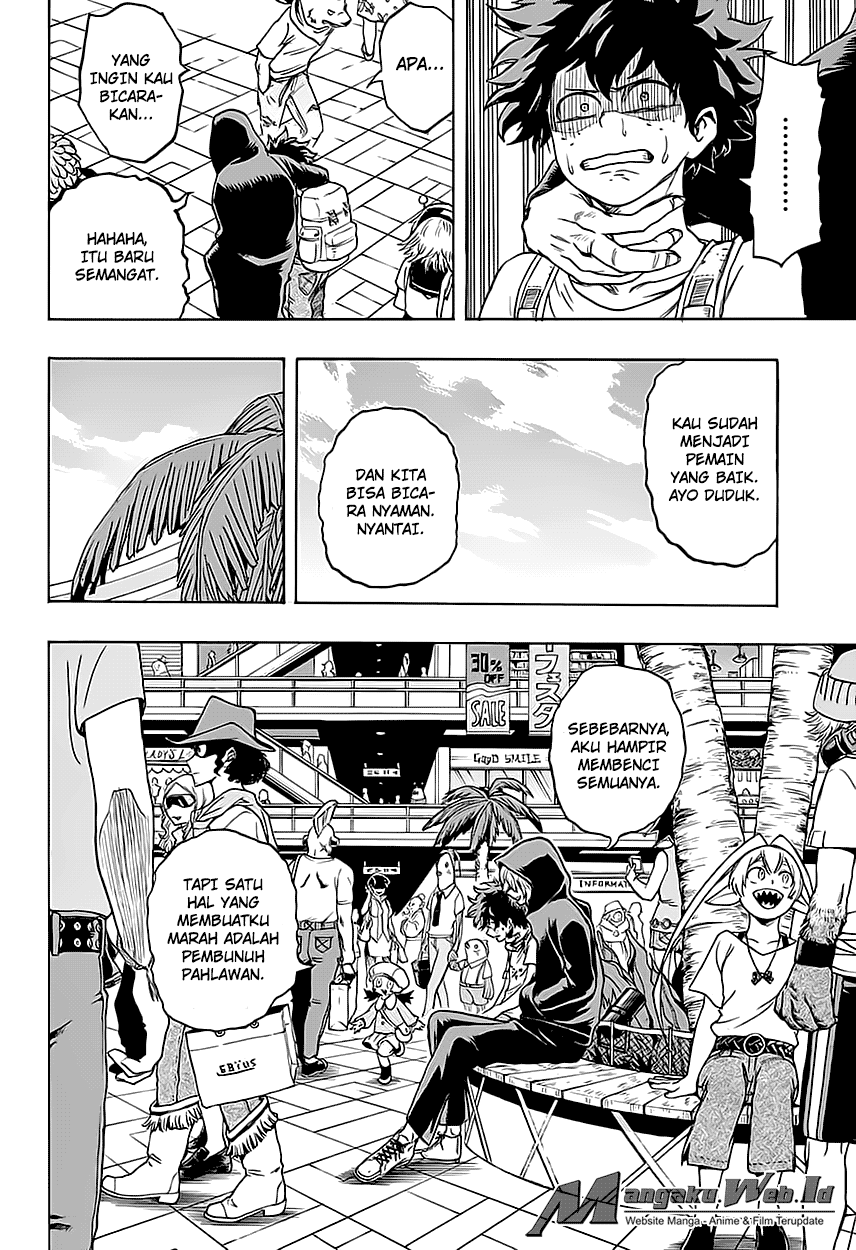 .........
APA...
YANG
INGIN KAU
BICARA-
KAN...
HAHAHA,
ITU BARU
SEMANGAT.
KAU SUDAH
MENJADI
PEMAIN
YANG BAIK.
AYO DUDUK.
DAN KITA
BISA BICA-
RA NYAMAN.
NYANTAI.
30%
OFF
SALE
ーフェスタ
GOOD SMILE
SEBEBARNYA,
AKU HAMPIR
MEMBENCI
SEMUANYA.
INFORMAT
TAPI SATU
HAL YANG
MEMBUATKU
MARAH ADALAH
PEMBUNUH
PAHLAWAN.
Mangaku.Web.Id
Website Manga - Anime & Film Terupdate